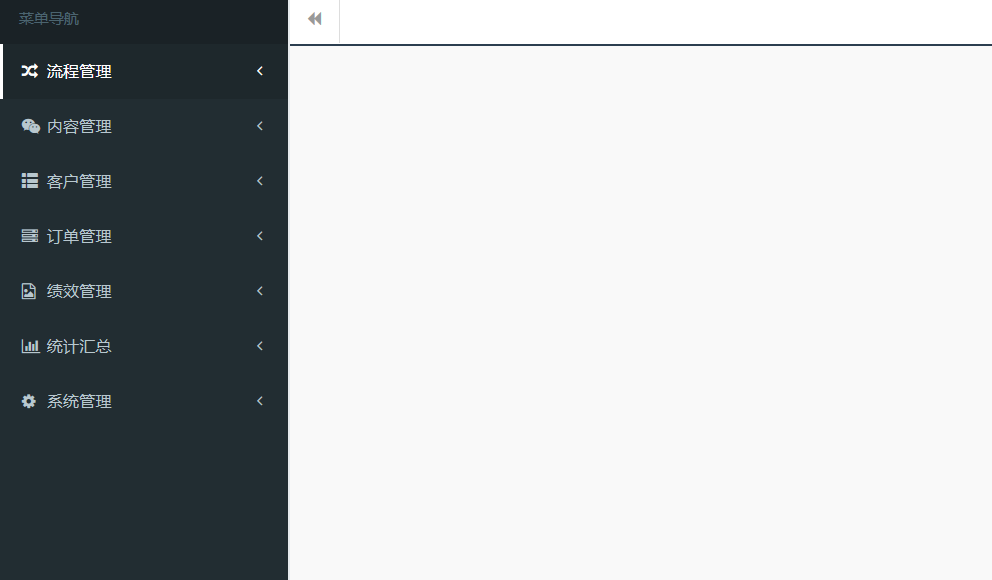 菜单导航
流程管理
内容管理
客户管理
订单管理
绩效管理
统计汇总
系统管理